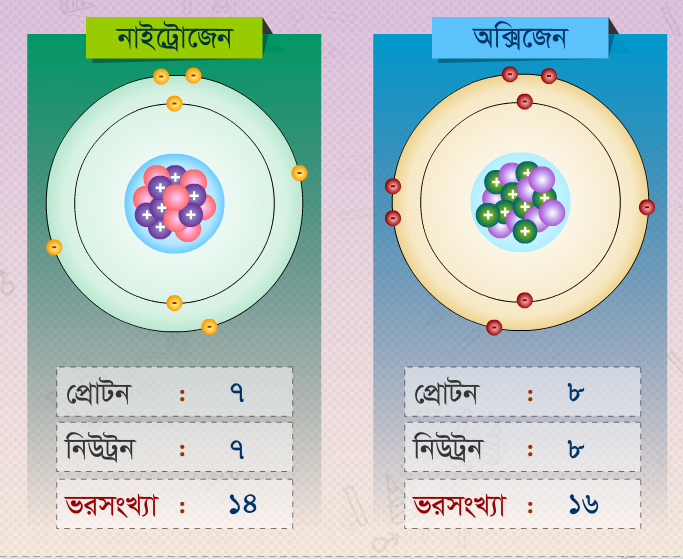 নাইট্রোজেন
প্রোটন : ৭
নিউট্রন : ৭
ভরসংখ্যা : ১৪
অক্সিজেন
প্রোটন : ৮
নিউট্রন : ৮
ভরসংখ্যা : ১৬